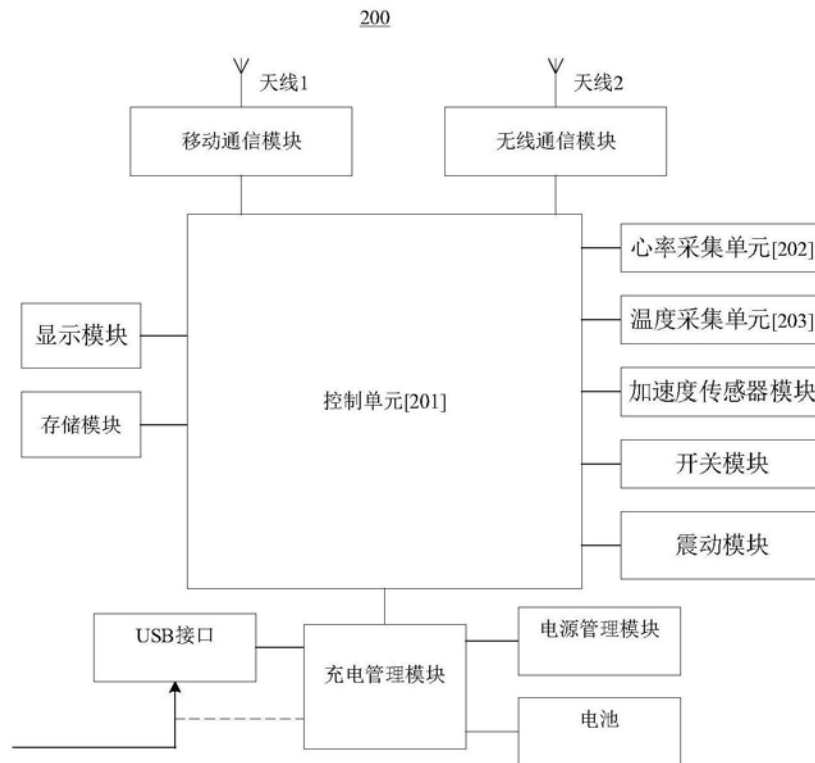 200
天线1
天线2
移动通信模块
无线通信模块
心率采集单元[202]
温度采集单元[203]
显示模块
加速度传感器模块
控制单元[201]
存储模块
开关模块
震动模块
USB接口
电源管理模块
充电管理模块
电池